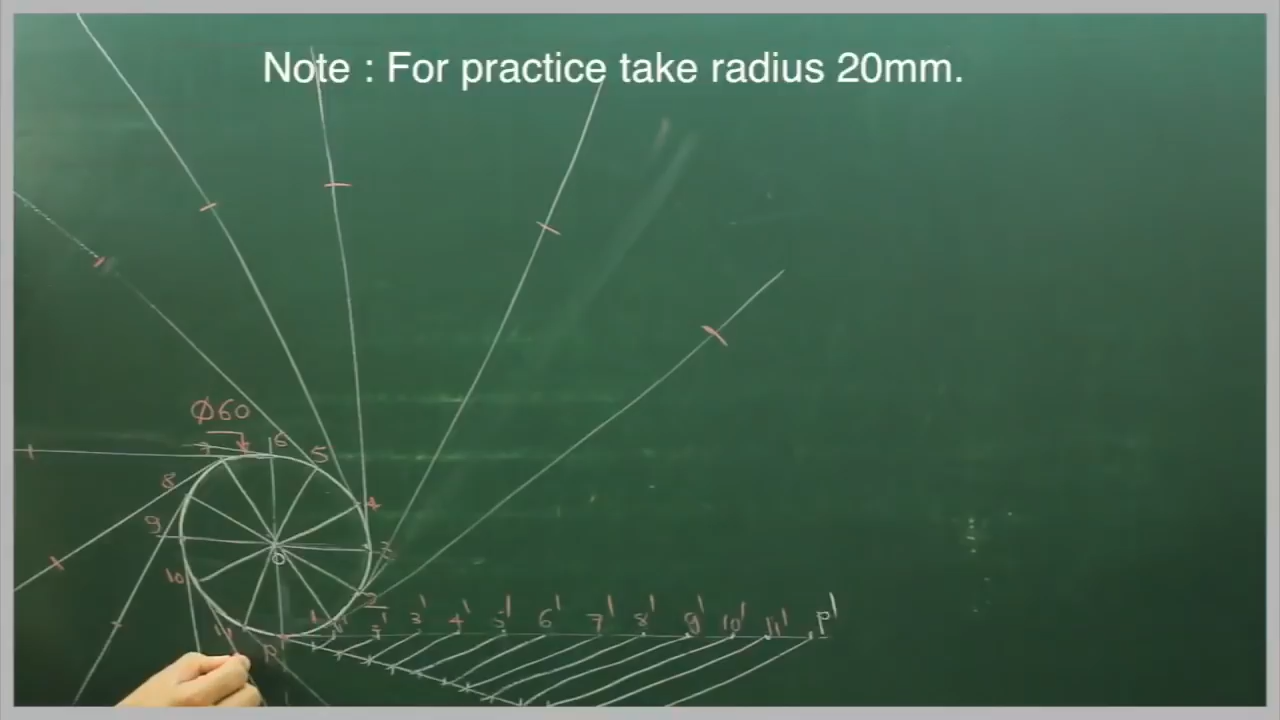 Note : For practice take radius 20mm.
Ø60
6
5
7
8
4
9
3
O
10
2
1
11
P
1' 2' 3' 4' 5' 6' 7' 8' 9' 10' 11' P'